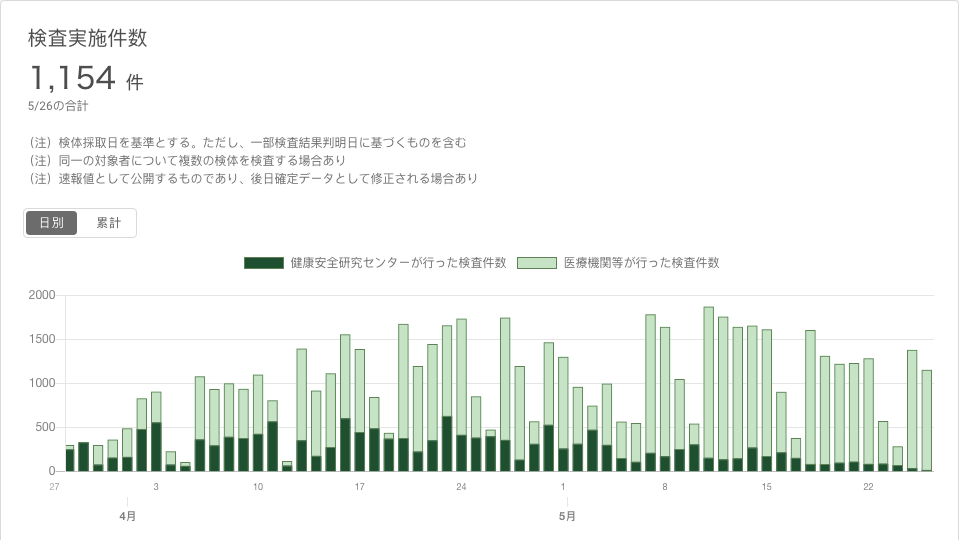 検査実施件数
1,154 件
5/26の合計
（注）検体採取日を基準とする。ただし、一部検査結果判明日に基づくものを含む
（注）同一の対象者について複数の検体を検査する場合あり
（注）速報値として公開するものであり、後日確定データとして修正される場合あり
日別 累計
健康安全研究センターが行った検査件数 医療機関等が行った検査件数
2000
1500
1000
500
0
27 3 10 17 24 1 8 15 22
4月 5月